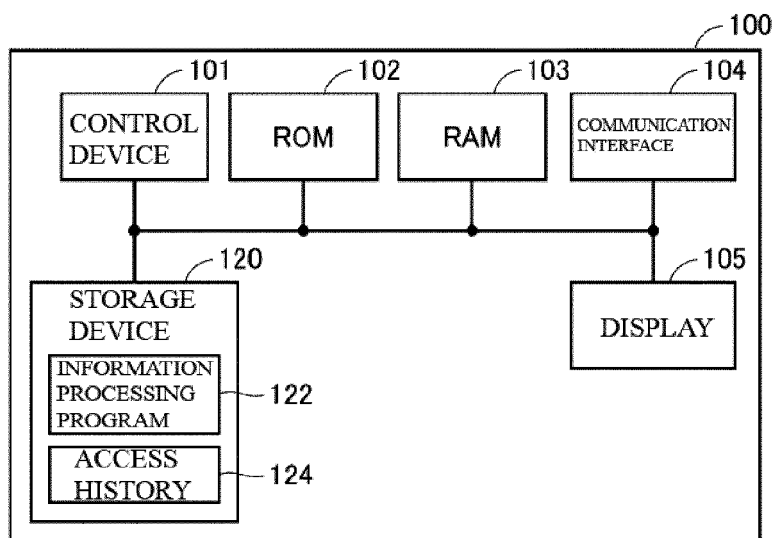 100
101
102
103
104
CONTROL
DEVICE
ROM
RAM
COMMUNICATION
INTERFACE
120
105
STORAGE
DEVICE
DISPLAY
INFORMATION
PROCESSING
PROGRAM
122
ACCESS
HISTORY
124